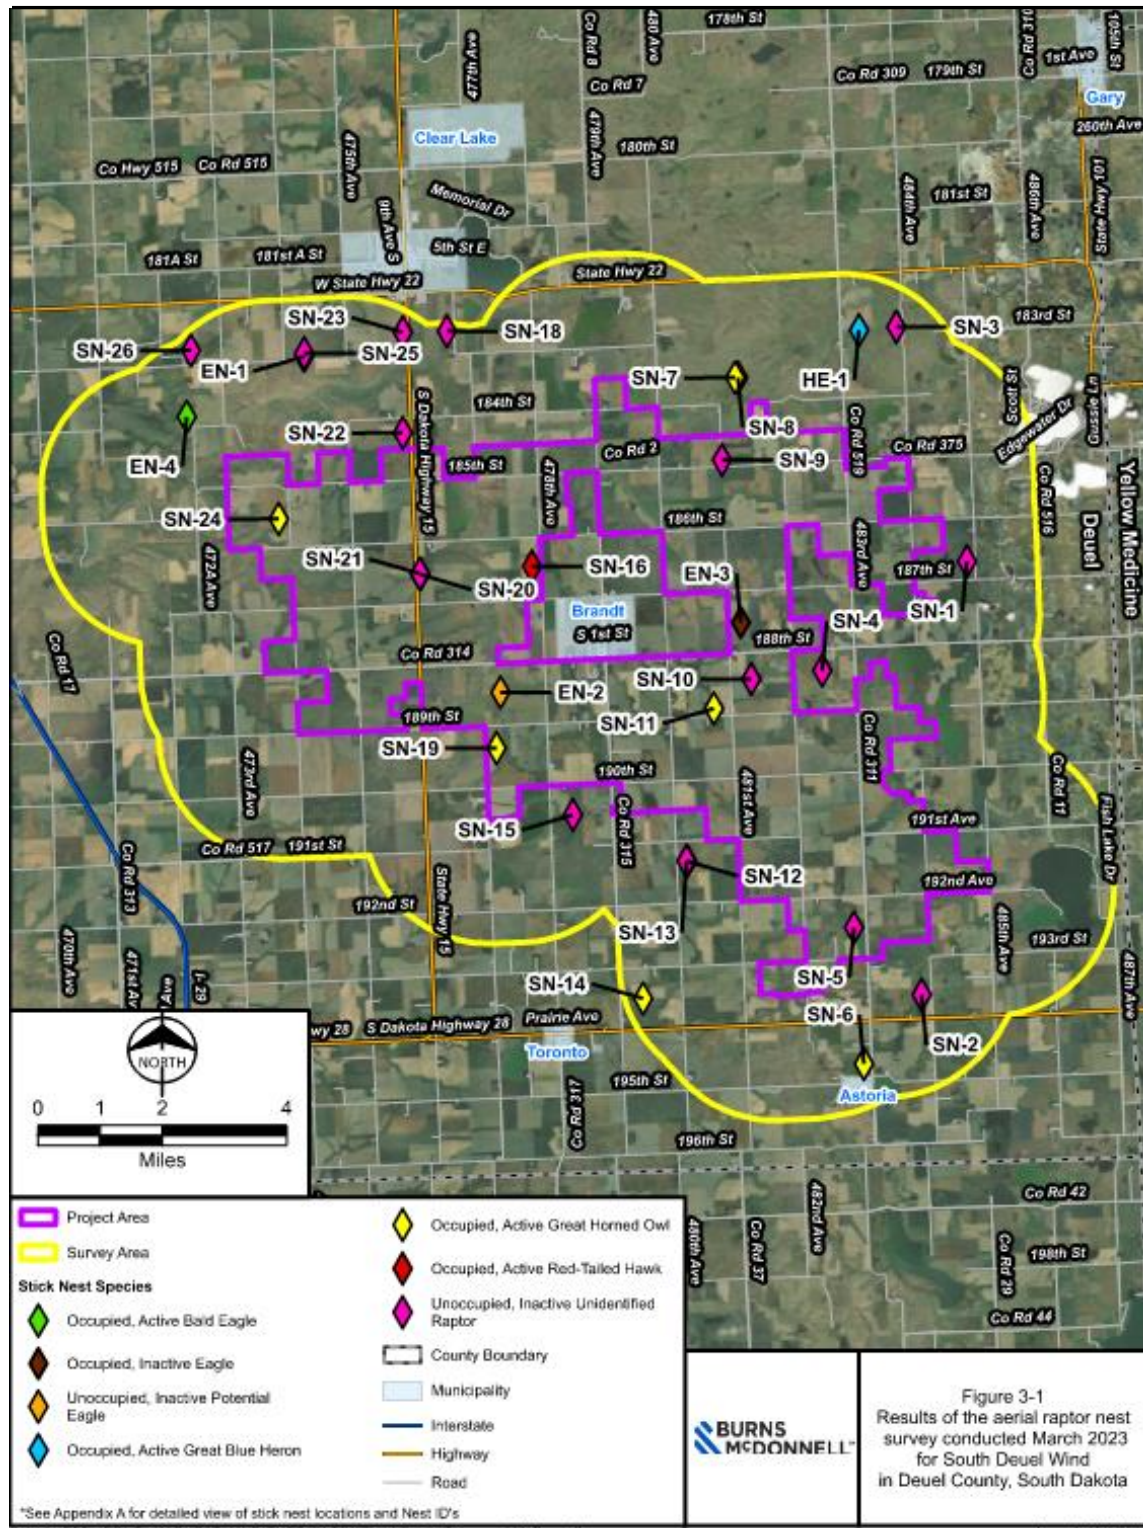 178th St
Co Rd 8
480 Ave
Co Rd 310
105th St
1st Ave
477th Ave
Co Rd 7
Co Rd 309
179th St
Gary
260th Ave
Clear Lake
479th Ave
180th St
475th Ave
Co Hwy 515
Co Rd 515
484th Ave
181st St
486th Ave
State Hwy 101
Memorial Dr
9th Ave S
5th St E
181A St
181st A St
W State Hwy 22
State Hwy 22
SN-23
SN-18
SN-3
183rd St
SN-26
EN-1
SN-25
SN-7
HE-1
Scott St
Gussie Ln
184th St
SN-8
Edgewater Dr
EN-4
SN-22
S Dakota Highway 15
185th St
Co Rd 2
SN-9
Co Rd 519
Co Rd 375
478th Ave
Co Rd 516
Yellow Medicine
Deuel
SN-24
186th St
483rd Ave
472A Ave
SN-21
SN-20
SN-16
EN-3
187th St
SN-1
Brandt
S 1st St
188th St
SN-4
Co Rd 17
Co Rd 314
SN-10
EN-2
SN-11
189th St
SN-19
Co Rd 311
473rd Ave
190th St
481st Ave
Co Rd 11
Fish Lake Dr
SN-15
Co Rd 315
191st Ave
Co Rd 517
191st St
Co Rd 313
SN-12
192nd Ave
192nd St
State Hwy 15
SN-13
485th Ave
193rd St
470th Ave
471st Av
Ave
I-29
487th Ave
SN-5
SN-14
SN-6
SN-2
wy 28
S Dakota Highway 28
Prairie Ave
Toronto
195th St
Astoria
Co Rd 317
196th St
NORTH
0 1 2 4
Miles
Co Rd 42
482nd Ave
480th Ave
Co Rd 37
198th St
Co Rd 29
Co Rd 44
Project Area
Survey Area
Stick Nest Species
Occupied, Active Bald Eagle
Occupied, Inactive Eagle
Unoccupied, Inactive Potential
Eagle
Occupied, Active Great Blue Heron
Occupied, Active Great Horned Owl
Occupied, Active Red-Tailed Hawk
Unoccupied, Inactive Unidentified
Raptor
County Boundary
Municipality
Interstate
Highway
Road
*See Appendix A for detailed view of stick nest locations and Nest ID's
BURNS
McDONNELL
Figure 3-1
Results of the aerial raptor nest
survey conducted March 2023
for South Deuel Wind
in Deuel County, South Dakota